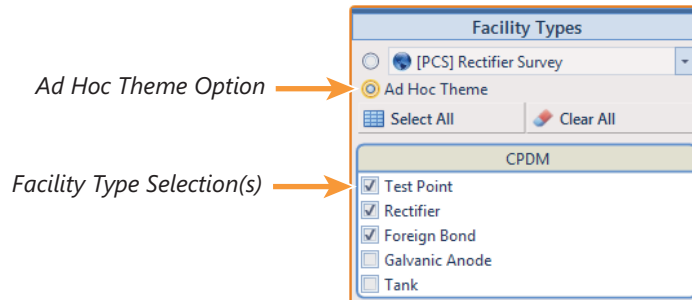 Facility Types
[PCS] Rectifier Survey
Ad Hoc Theme Option
Ad Hoc Theme
Select All Clear All
CPDM
Facility Type Selection(s)
Test Point
Rectifier
Foreign Bond
Galvanic Anode
Tank